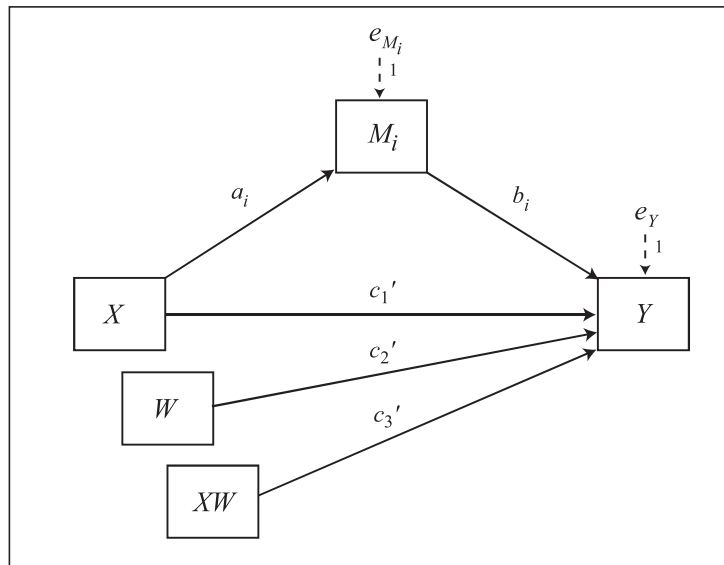 e_{M_i}
1
M_i
a_i
b_i
e_Y
1
X
c_1′
Y
c_2′
W
c_3′
XW